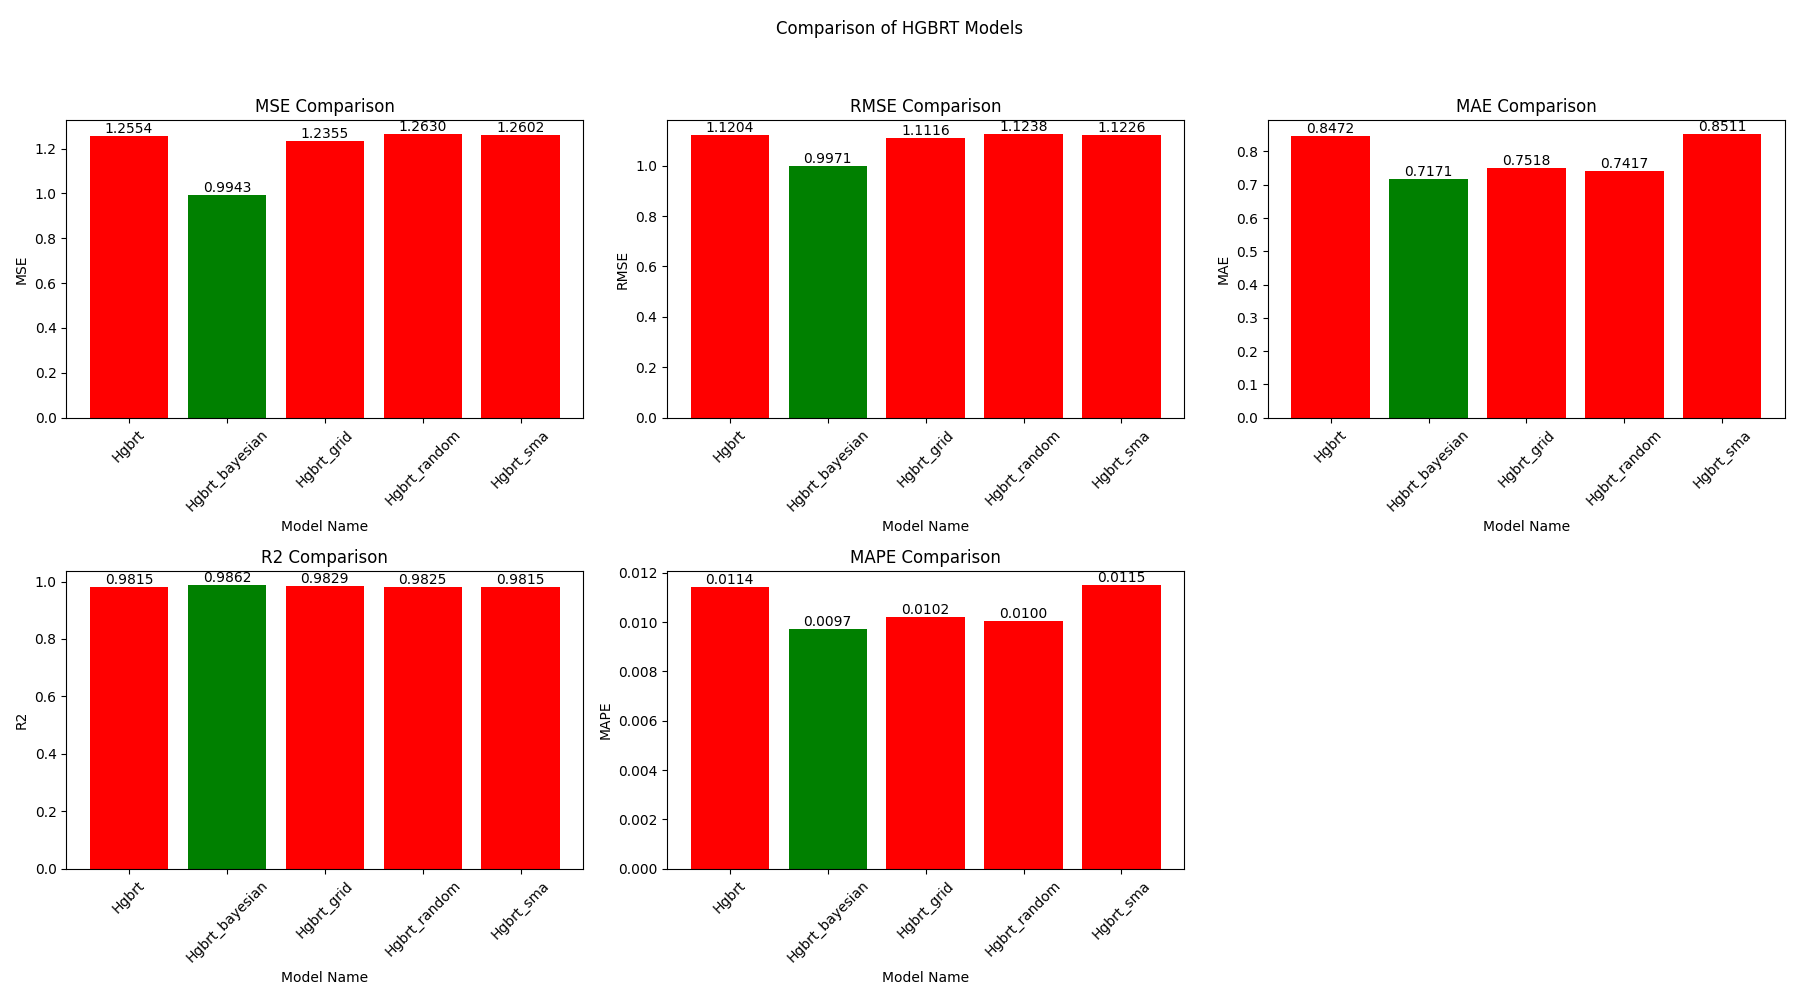 Comparison of HGBRT Models
MSE Comparison
1.2554
0.9943
1.2355
1.2630
1.2602
1.2
1.0
0.8
0.6
0.4
0.2
0.0
MSE
Hgbrt
Hgbrt_bayesian
Hgbrt_grid
Hgbrt_random
Hgbrt_sma
Model Name
RMSE Comparison
1.1204
0.9971
1.1116
1.1238
1.1226
1.0
0.8
0.6
0.4
0.2
0.0
RMSE
Hgbrt
Hgbrt_bayesian
Hgbrt_grid
Hgbrt_random
Hgbrt_sma
Model Name
MAE Comparison
0.8472
0.7171
0.7518
0.7417
0.8511
0.8
0.7
0.6
0.5
0.4
0.3
0.2
0.1
0.0
MAE
Hgbrt
Hgbrt_bayesian
Hgbrt_grid
Hgbrt_random
Hgbrt_sma
Model Name
R2 Comparison
0.9815
0.9862
0.9829
0.9825
0.9815
1.0
0.8
0.6
0.4
0.2
0.0
R2
Hgbrt
Hgbrt_bayesian
Hgbrt_grid
Hgbrt_random
Hgbrt_sma
Model Name
MAPE Comparison
0.0114
0.0097
0.0102
0.0100
0.0115
0.012
0.010
0.008
0.006
0.004
0.002
0.000
MAPE
Hgbrt
Hgbrt_bayesian
Hgbrt_grid
Hgbrt_random
Hgbrt_sma
Model Name